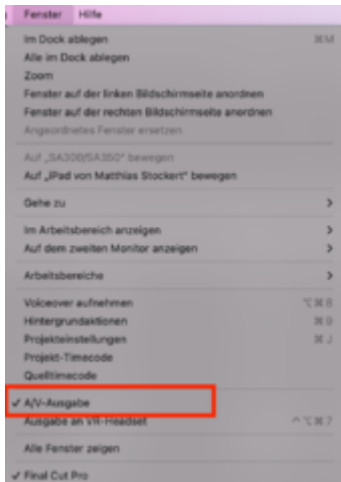 Fenster Hilfe
Im Dock ablegen ⌘M
Alle im Dock ablegen
Zoom
Fenster auf der linken Bildschirmseite anordnen
Fenster auf der rechten Bildschirmseite anordnen
Angeordnetes Fenster ersetzen
Auf „SA300/SA350“ bewegen
Auf „iPad von Matthias Stockert“ bewegen
Gehe zu >
Im Arbeitsbereich anzeigen >
Auf dem zweiten Monitor anzeigen >
Arbeitsbereiche >
Voiceover aufnehmen ⌥⌘8
Hintergrundaktionen ⌘9
Projekteinstellungen ⌘J
Projekt-Timecode
Quelltimecode
✓ A/V-Ausgabe
Ausgabe an VR-Headset ^⌥⌘7
Alle Fenster zeigen
✓ Final Cut Pro